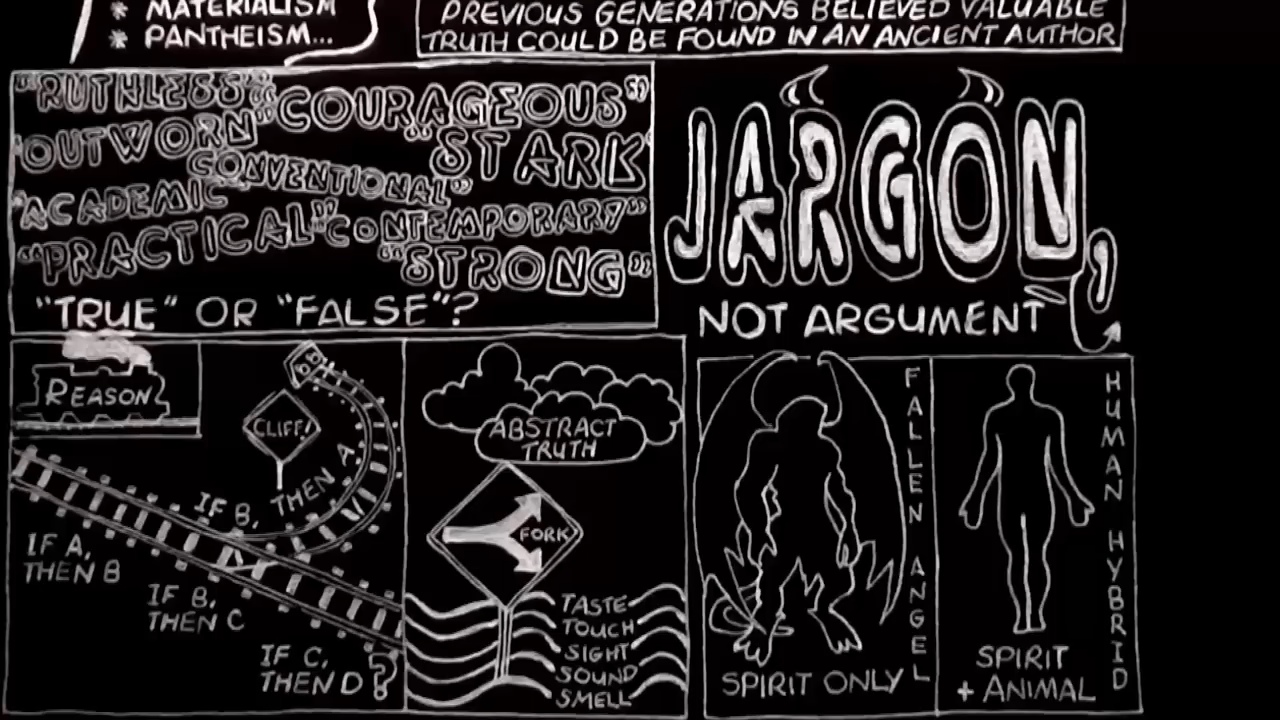 * MATERIALISM
* PANTHEISM...
PREVIOUS GENERATIONS BELIEVED VALUABLE
TRUTH COULD BE FOUND IN AN ANCIENT AUTHOR
"RUTHLESS" "COURAGEOUS"
"OUTWORN" "STARK"
"CONVENTIONAL"
"ACADEMIC" "CONTEMPORARY"
"PRACTICAL" "STRONG"
"TRUE" OR "FALSE"?
JARGON,
NOT ARGUMENT
REASON
CLIFF!
IF A,
THEN B
IF B, THEN A
IF B,
THEN C
IF C,
THEN D?
ABSTRACT
TRUTH
FORK
TASTE
TOUCH
SIGHT
SOUND
SMELL
FALLEN ANGEL
SPIRIT ONLY
HUMAN HYBRID
SPIRIT
+ ANIMAL